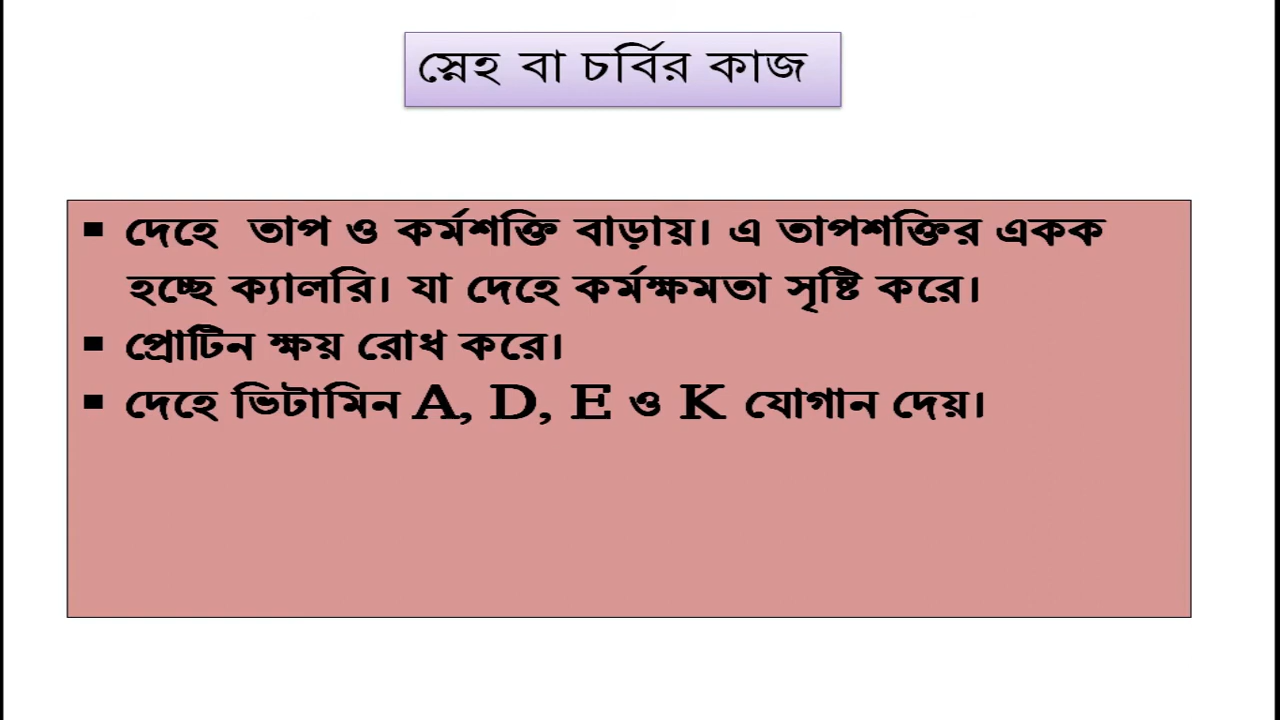 স্নেহ বা চর্বির কাজ
▪ দেহে তাপ ও কর্মশক্তি বাড়ায়। এ তাপশক্তির একক
হচ্ছে ক্যালরি। যা দেহে কর্মক্ষমতা সৃষ্টি করে।
▪ প্রোটিন ক্ষয় রোধ করে।
▪ দেহে ভিটামিন A, D, E ও K যোগান দেয়।